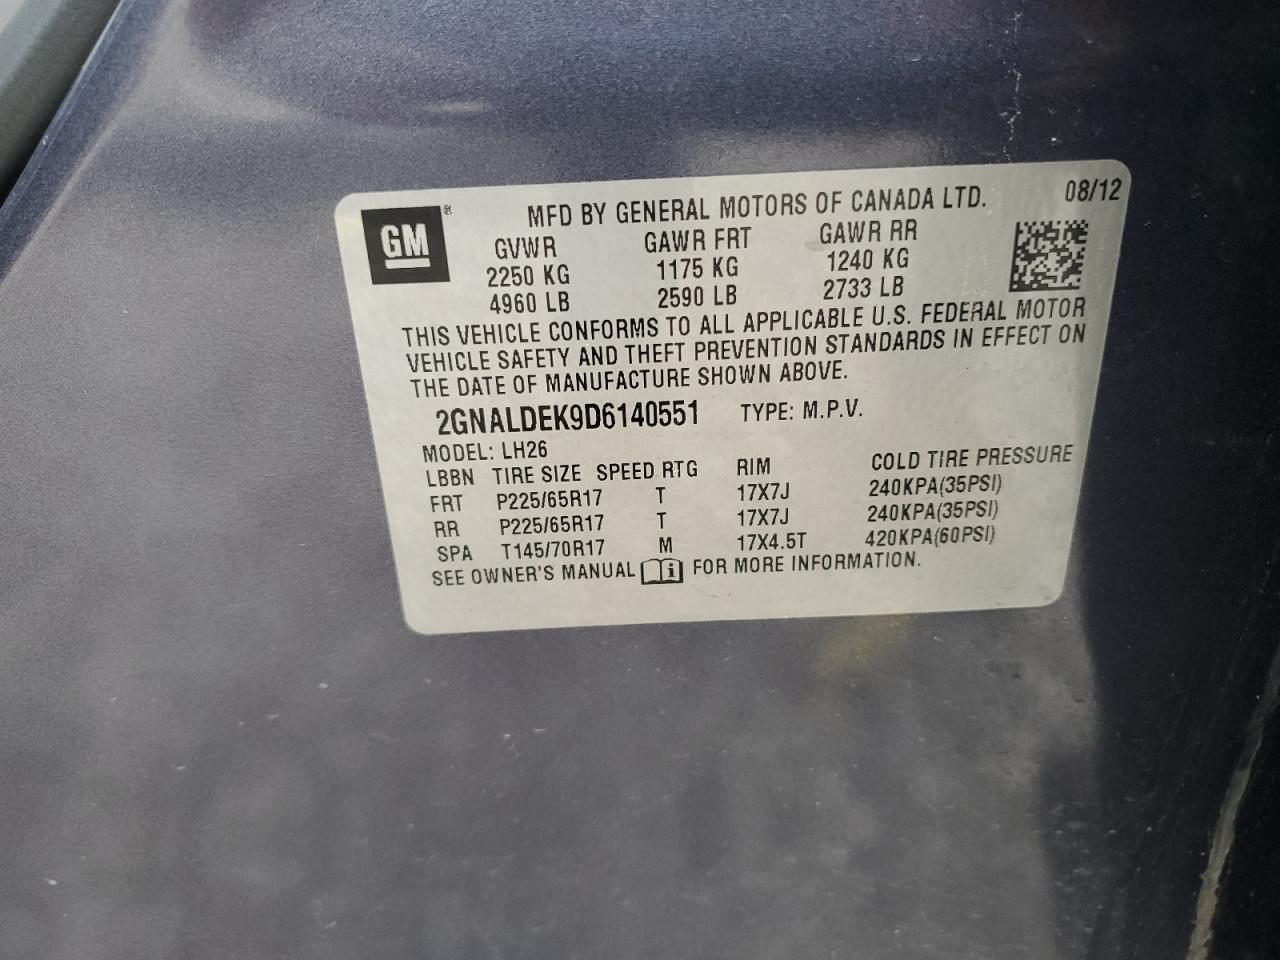 GM ® MFD BY GENERAL MOTORS OF CANADA LTD. 08/12
GVWR GAWR FRT GAWR RR
2250 KG 1175 KG 1240 KG
4960 LB 2590 LB 2733 LB
THIS VEHICLE CONFORMS TO ALL APPLICABLE U.S. FEDERAL MOTOR
VEHICLE SAFETY AND THEFT PREVENTION STANDARDS IN EFFECT ON
THE DATE OF MANUFACTURE SHOWN ABOVE.
2GNALDEK9D6140551 TYPE: M.P.V.
MODEL: LH26
LBBN TIRE SIZE SPEED RTG RIM COLD TIRE PRESSURE
FRT P225/65R17 T 17X7J 240KPA(35PSI)
RR P225/65R17 T 17X7J 240KPA(35PSI)
SPA T145/70R17 M 17X4.5T 420KPA(60PSI)
SEE OWNER'S MANUAL i FOR MORE INFORMATION.